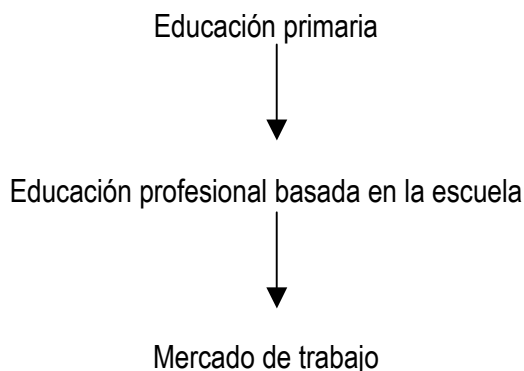 Educación primaria
Educación profesional basada en la escuela
Mercado de trabajo